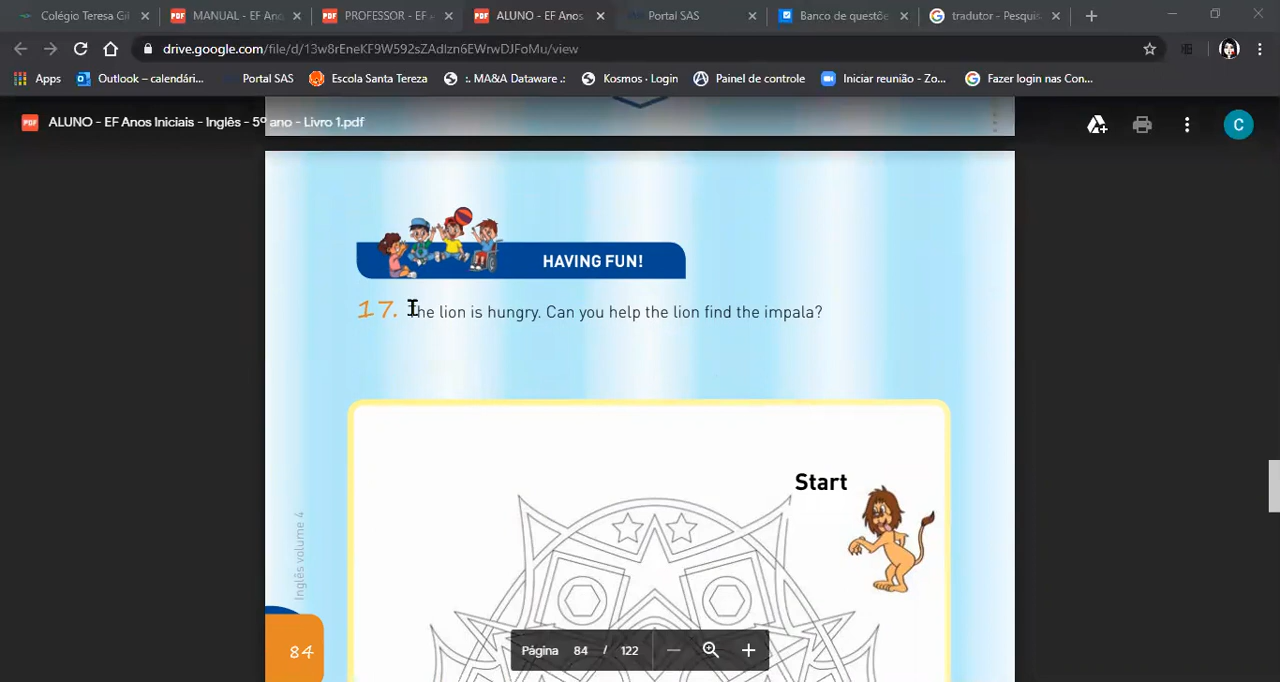 Colégio Teresa Gil
MANUAL - EF Ano
PROFESSOR - EF -
ALUNO - EF Anos
Portal SAS
Banco de questõe
tradutor - Pesquis
drive.google.com/file/d/13w8rEneKF9W592sZAdlzn6EWrwDJFoMu/view
Apps
Outlook – calendári...
Portal SAS
Escola Santa Tereza
:. MA&A Dataware .:
Kosmos · Login
Painel de controle
Iniciar reunião - Zo...
Fazer login nas Con...
PDF
ALUNO - EF Anos Iniciais - Inglês - 5º ano - Livro 1.pdf
C
HAVING FUN!
17. The lion is hungry. Can you help the lion find the impala?
Start
Inglês volume 4
84
Página 84 / 122